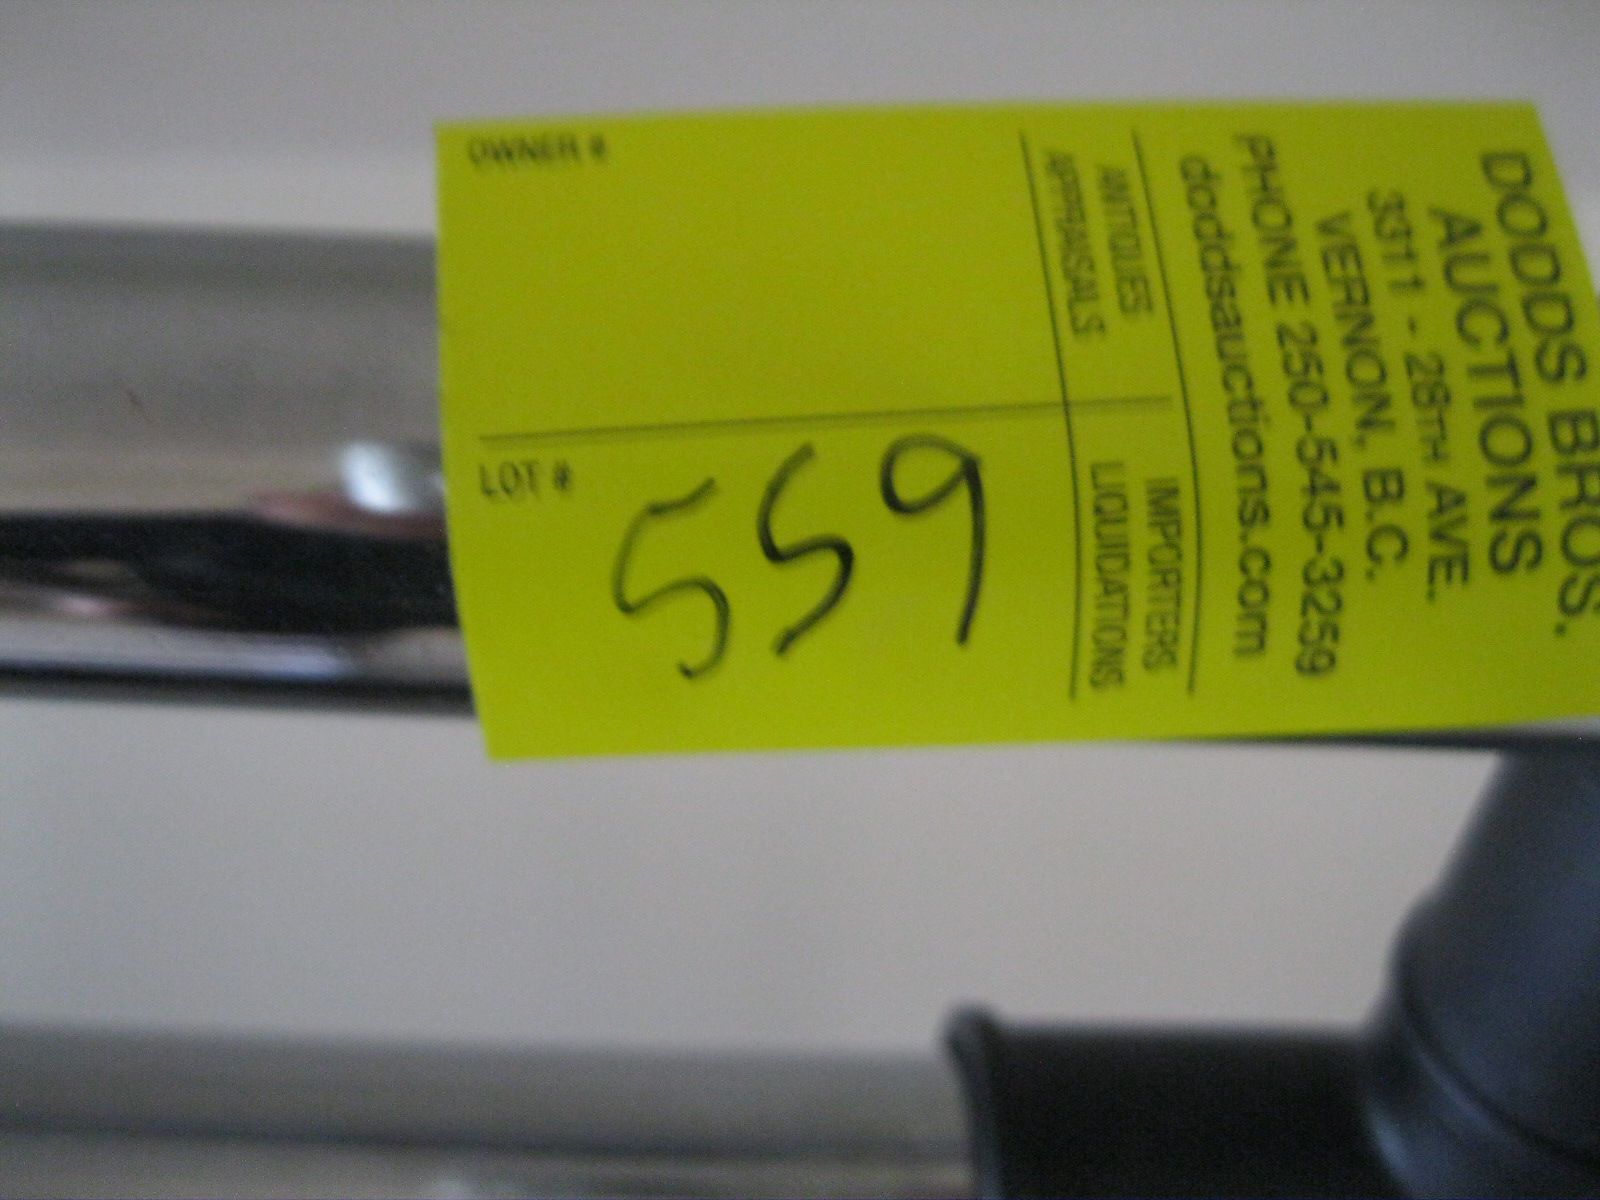 DODDS BROS.
AUCTIONS
3311 - 28TH AVE.
VERNON, B.C.
PHONE 250-545-3259
doddsauctions.com
ANTIQUES IMPORTERS
APPRAISALS LIQUIDATIONS
OWNER #
LOT #
559